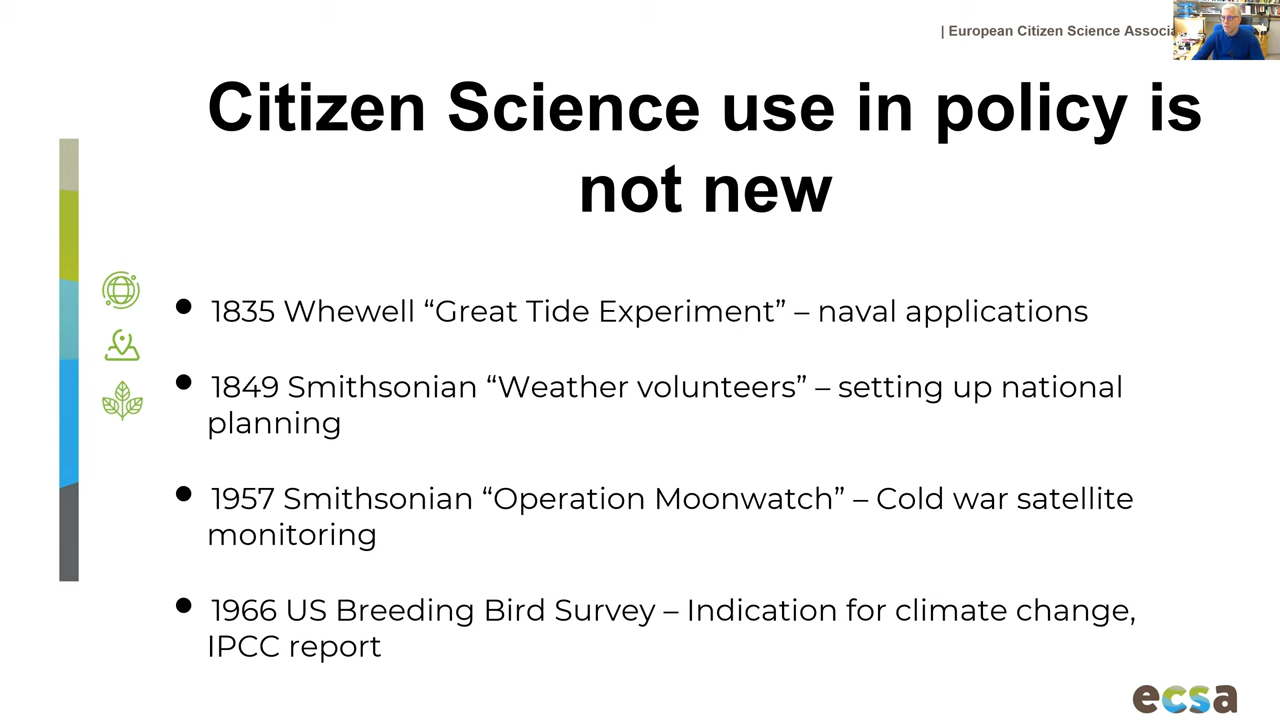 | European Citizen Science
Citizen Science use in policy is
not new
• 1835 Whewell “Great Tide Experiment” – naval applications
• 1849 Smithsonian “Weather volunteers” – setting up national
planning
• 1957 Smithsonian “Operation Moonwatch” – Cold war satellite
monitoring
• 1966 US Breeding Bird Survey – Indication for climate change,
IPCC report
ecsa